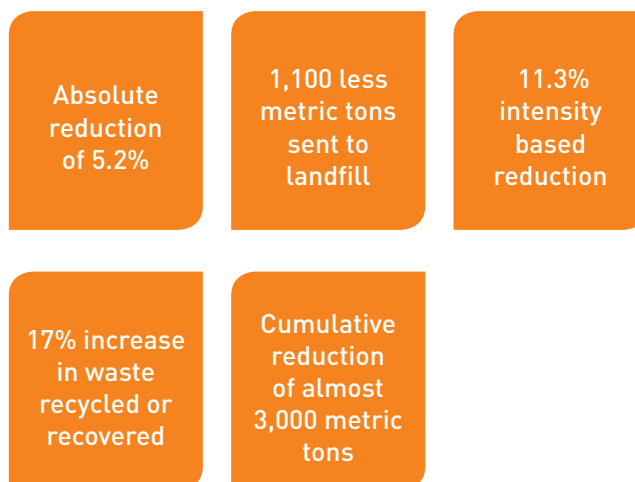 Absolute
reduction
of 5.2%
1,100 less
metric tons
sent to
landfill
11.3%
intensity
based
reduction
17% increase
in waste
recycled or
recovered
Cumulative
reduction
of almost
3,000 metric
tons